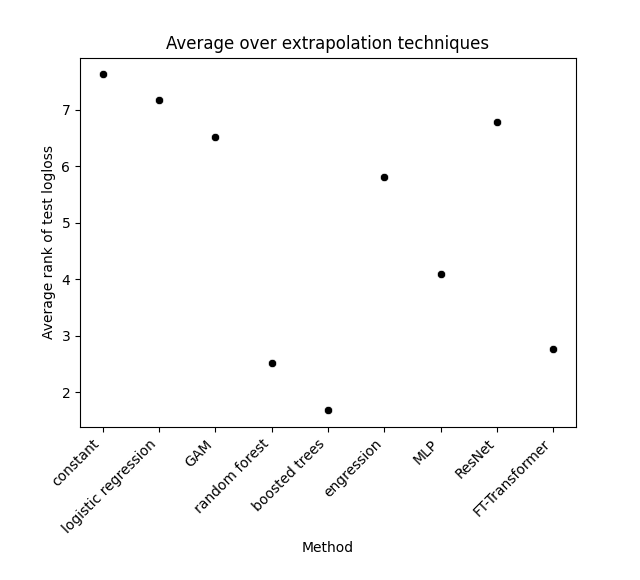 Average over extrapolation techniques
Average rank of test logloss
7
6
5
4
3
2
constant
logistic regression
GAM
random forest
boosted trees
engression
MLP
ResNet
FT-Transformer
Method